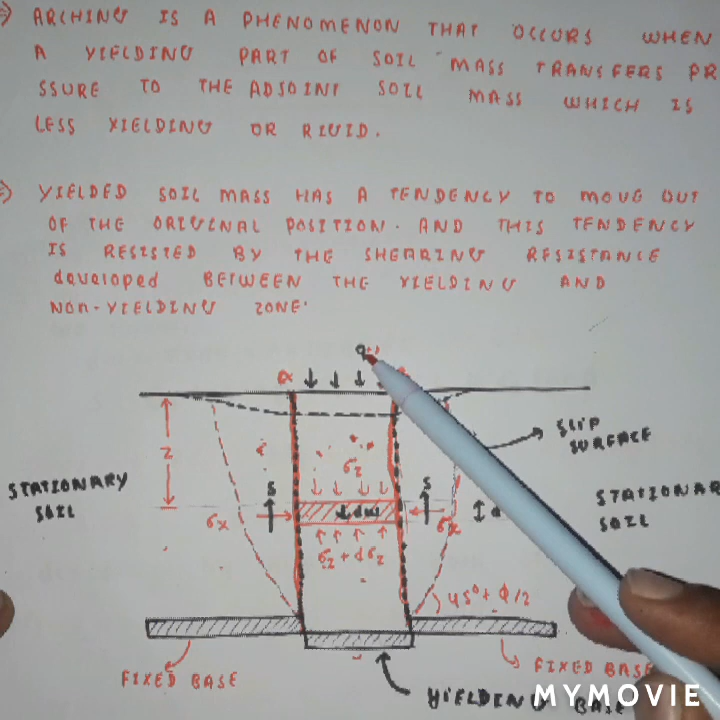 ARCHING IS A PHENOMENON THAT OCCURS WHEN
A YIELDING PART OF SOIL MASS TRANSFERS PR
SSURE TO THE ADJOINT SOIL MASS WHICH IS
LESS YIELDING OR RIGID.
YIELDED SOIL MASS HAS A TENDENCY TO MOVE OUT
OF THE ORIGINAL POSITION. AND THIS TENDENCY
IS RESISTED BY THE SHEARING RESISTANCE
developed BETWEEN THE YIELDING AND
NON-YIELDING ZONE.
q
Z
σz
SLIP
SURFACE
STATIONARY
SOIL
S
S
σx
dw
σx
d
STATIONAR
SOIL
σz + dσz
45° + φ/2
FIXED BASE
FIXED BASE
YIELDING BASE
MYMOVIE